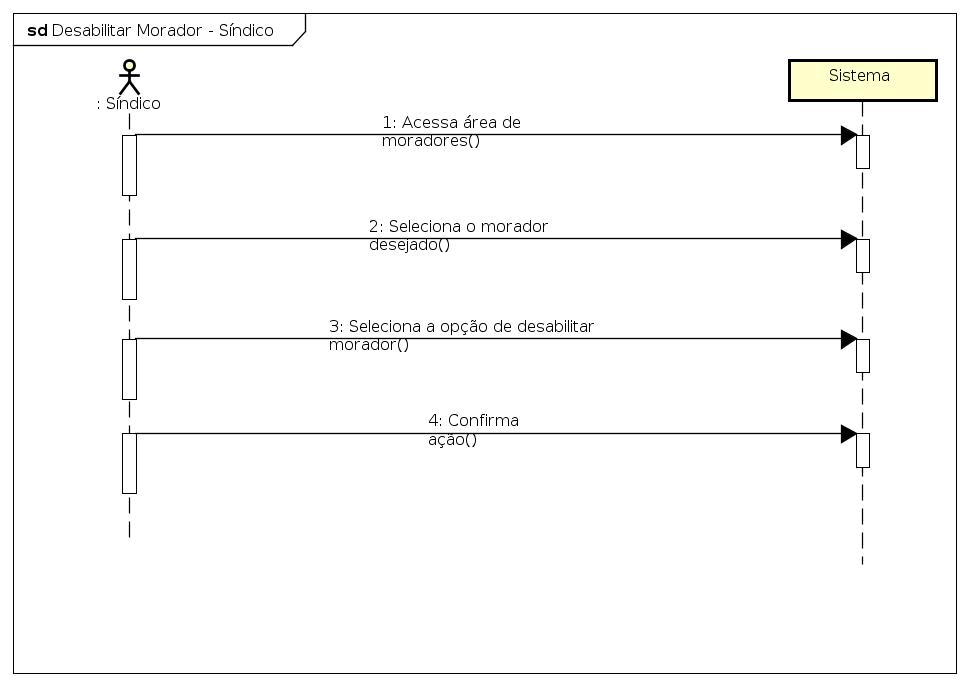 sd Desabilitar Morador - Síndico
: Síndico
Sistema
1: Acessa área de
moradores()
2: Seleciona o morador
desejado()
3: Seleciona a opção de desabilitar
morador()
4: Confirma
ação()